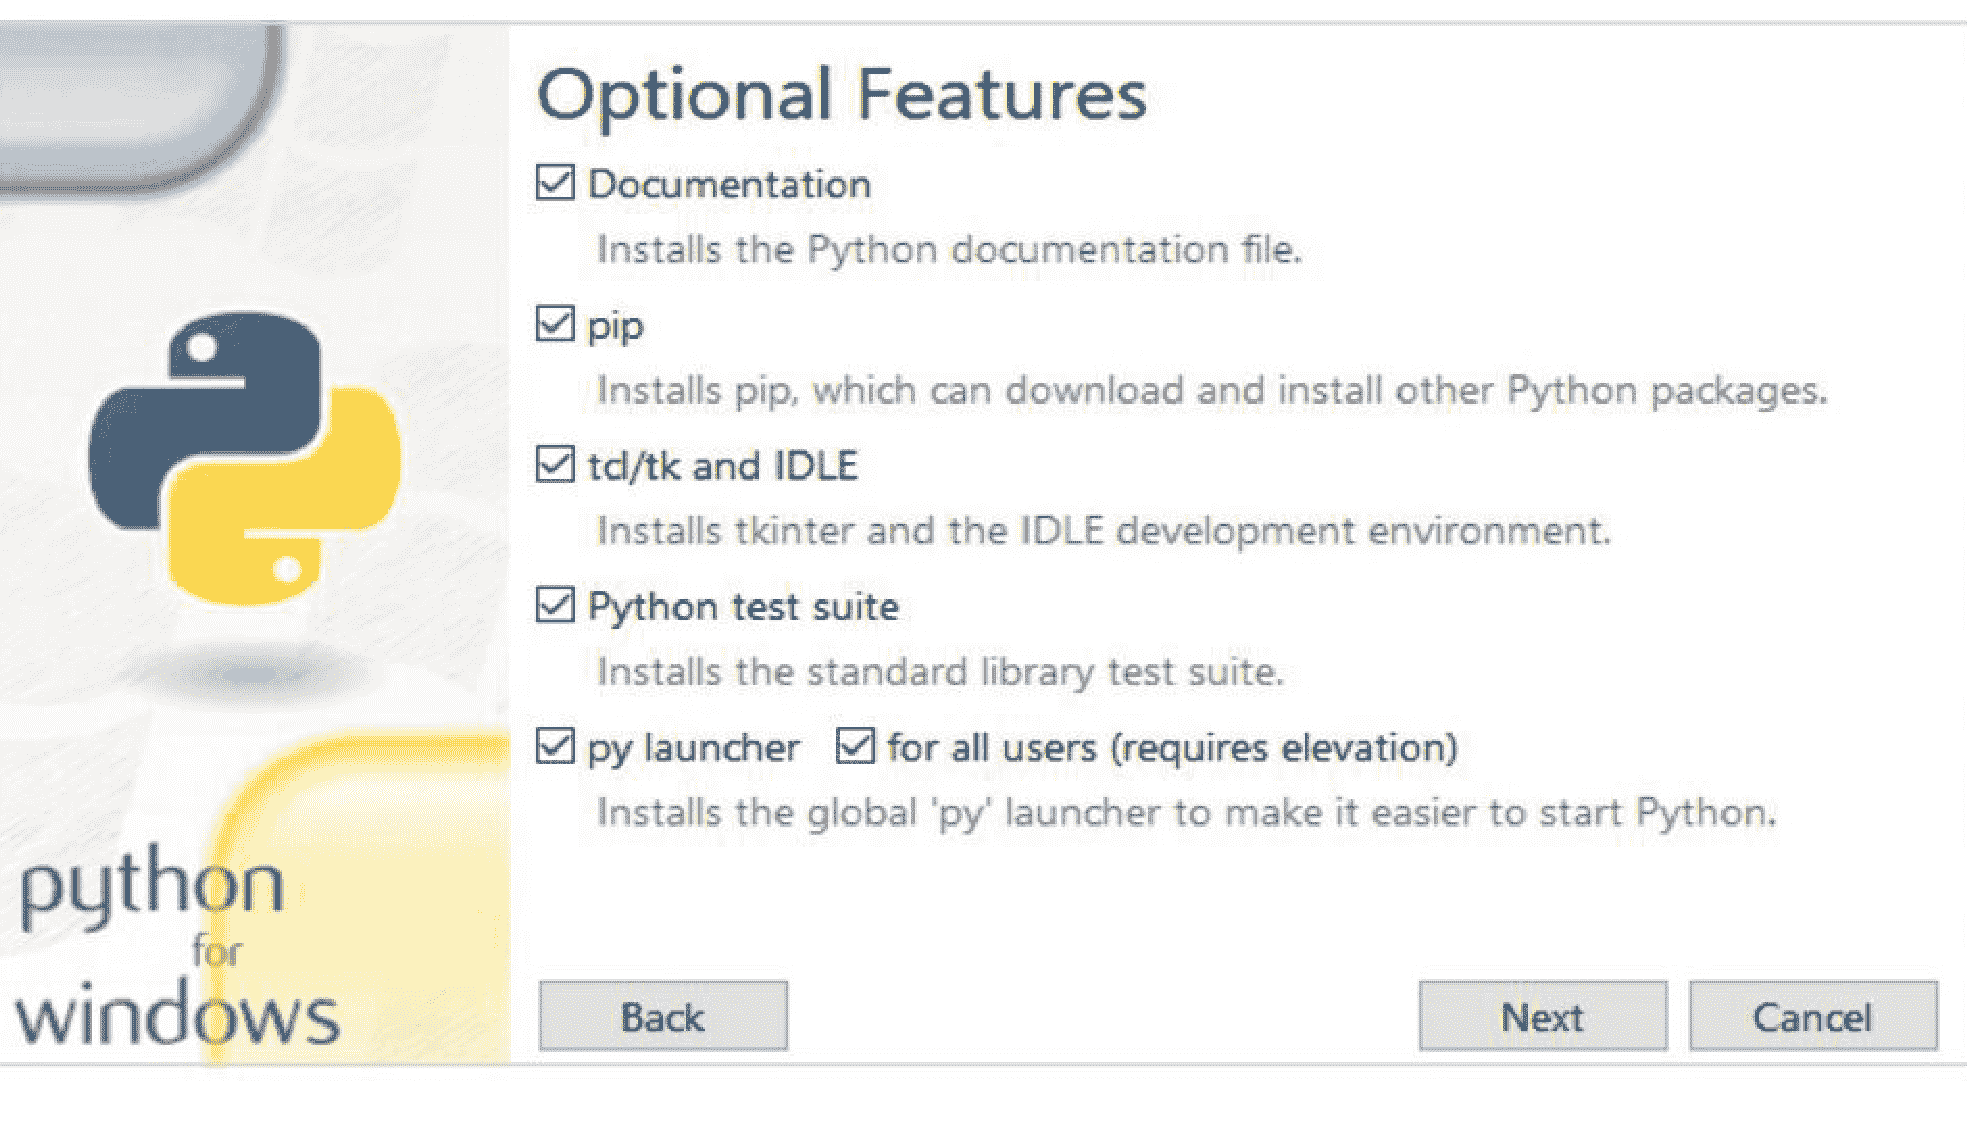 Optional Features
Documentation
Installs the Python documentation file.
pip
Installs pip, which can download and install other Python packages.
tcl/tk and IDLE
Installs tkinter and the IDLE development environment.
Python test suite
Installs the standard library test suite.
py launcher for all users (requires elevation)
Installs the global 'py' launcher to make it easier to start Python.
python
for
windows
Back Next Cancel